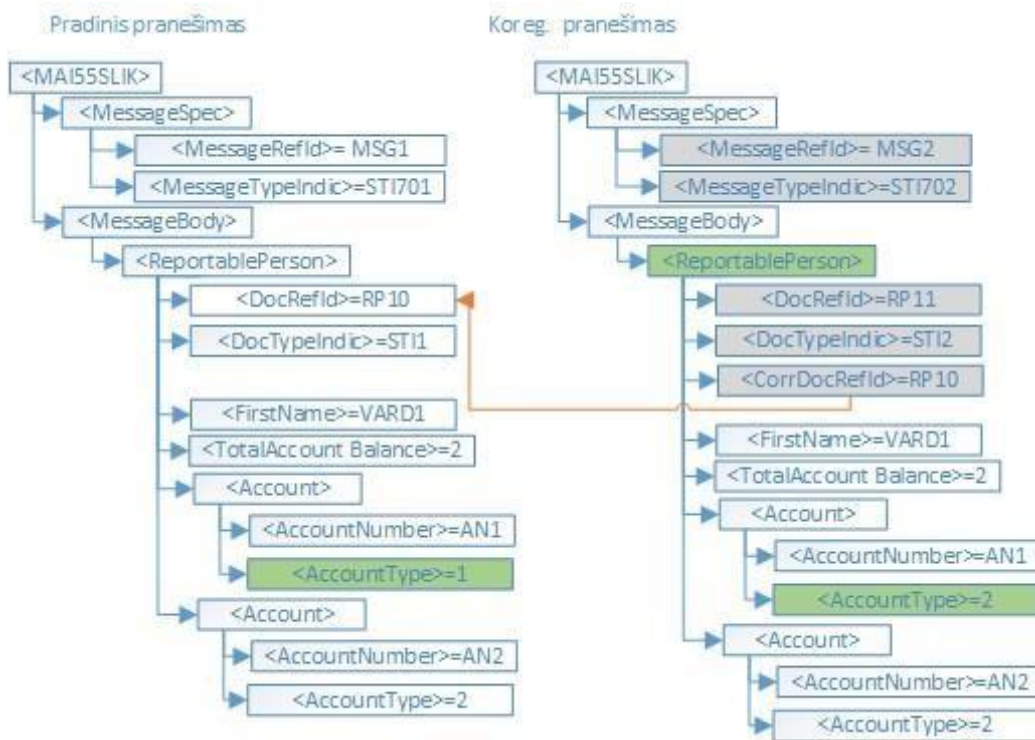 Pradinis pranešimas
<MAI55SLIK>
<MessageSpec>
<MessageRefId>= MSG1
<MessageTypeIndic>=STI701
<MessageBody>
<ReportablePerson>
<DocRefId>=RP10
<DocTypeIndic>=STI1
<FirstName>=VARD1
<TotalAccount Balance>=2
<Account>
<AccountNumber>=AN1
<AccountType>=1
<Account>
<AccountNumber>=AN2
<AccountType>=2
Koreg. pranešimas
<MAI55SLIK>
<MessageSpec>
<MessageRefId>= MSG2
<MessageTypeIndic>=STI702
<MessageBody>
<ReportablePerson>
<DocRefId>=RP11
<DocTypeIndic>=STI2
<CorrDocRefId>=RP10
<FirstName>=VARD1
<TotalAccount Balance>=2
<Account>
<AccountNumber>=AN1
<AccountType>=2
<Account>
<AccountNumber>=AN2
<AccountType>=2